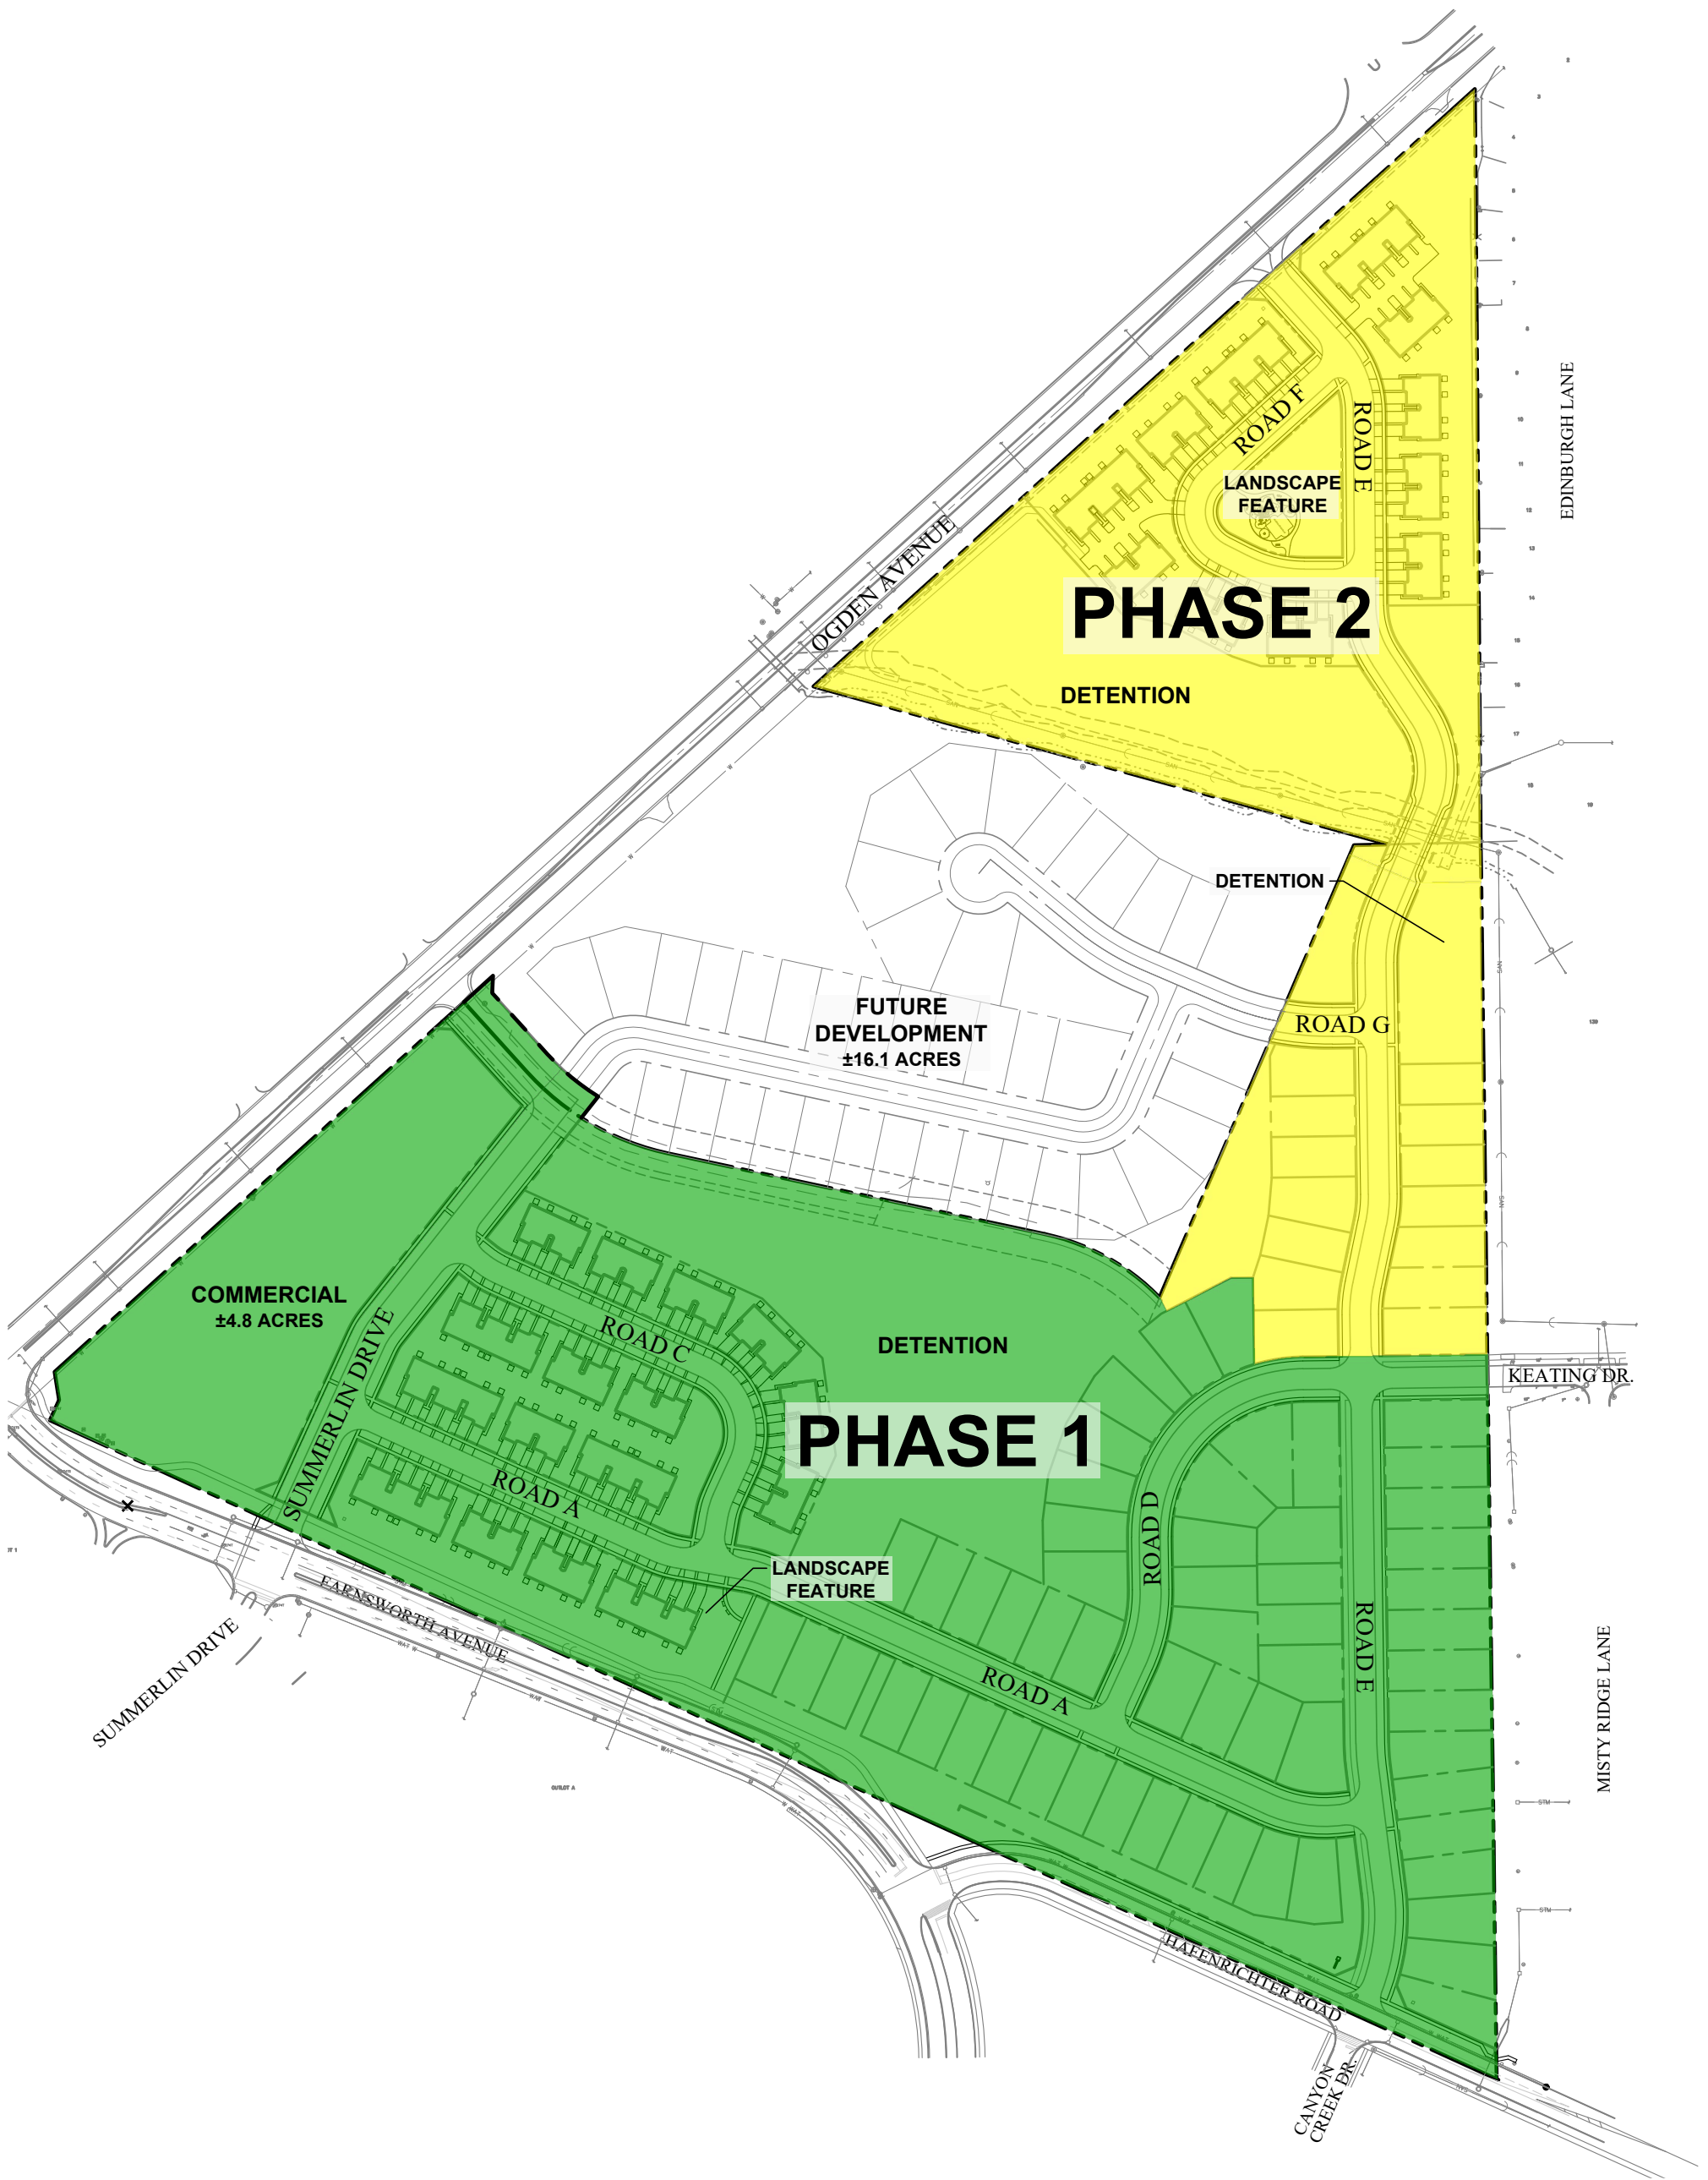 EDINBURGH LANE
ROAD F
ROAD E
LANDSCAPE
FEATURE
OGDEN AVENUE
PHASE 2
DETENTION
DETENTION
FUTURE
DEVELOPMENT
±16.1 ACRES
ROAD G
COMMERCIAL
±4.8 ACRES
SUMMERLIN DRIVE
ROAD C
DETENTION
KEATING DR.
PHASE 1
ROAD A
ROAD D
LANDSCAPE
FEATURE
FARNSWORTH AVENUE
SUMMERLIN DRIVE
ROAD A
ROAD E
MISTY RIDGE LANE
OUTLOT A
HAFENRICHTER ROAD
CANYON
CREEK DR.